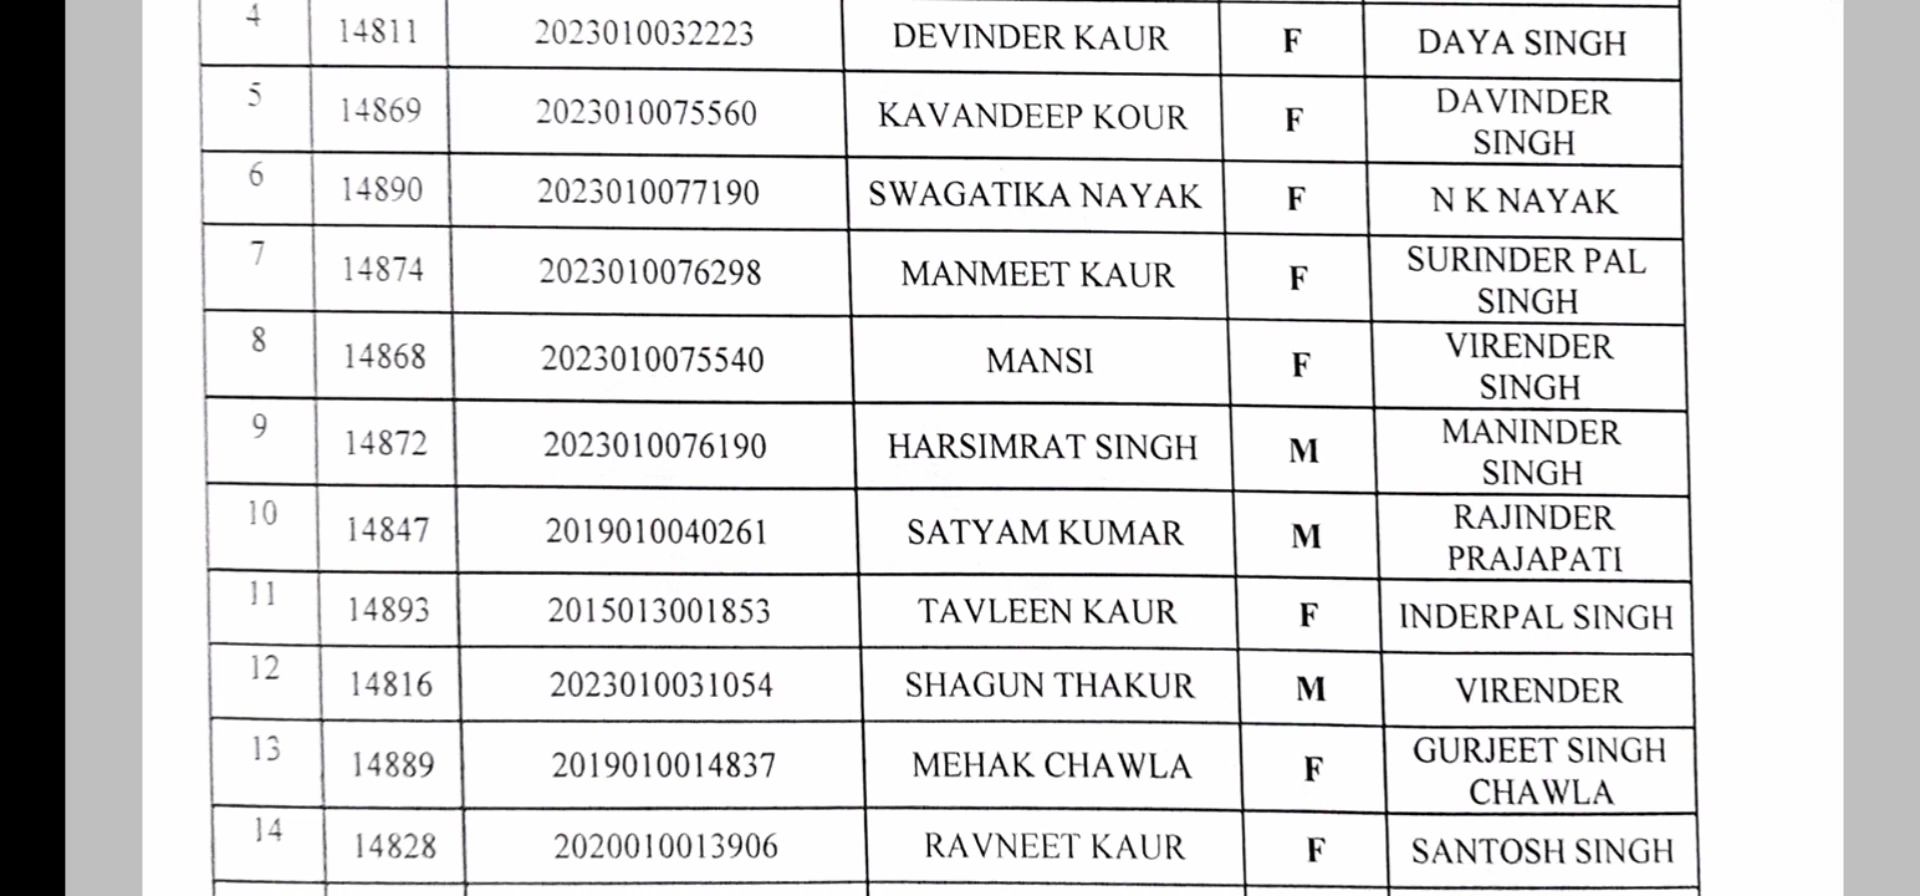 4 14811 2023010032223 DEVINDER KAUR F DAYA SINGH
5 14869 2023010075560 KAVANDEEP KOUR F DAVINDER
SINGH
6 14890 2023010077190 SWAGATIKA NAYAK F N K NAYAK
7 14874 2023010076298 MANMEET KAUR F SURINDER PAL
SINGH
8 14868 2023010075540 MANSI F VIRENDER
SINGH
9 14872 2023010076190 HARSIMRAT SINGH M MANINDER
SINGH
10 14847 2019010040261 SATYAM KUMAR M RAJINDER
PRAJAPATI
11 14893 2015013001853 TAVLEEN KAUR F INDERPAL SINGH
12 14816 2023010031054 SHAGUN THAKUR M VIRENDER
13 14889 2019010014837 MEHAK CHAWLA F GURJEET SINGH
CHAWLA
14 14828 2020010013906 RAVNEET KAUR F SANTOSH SINGH